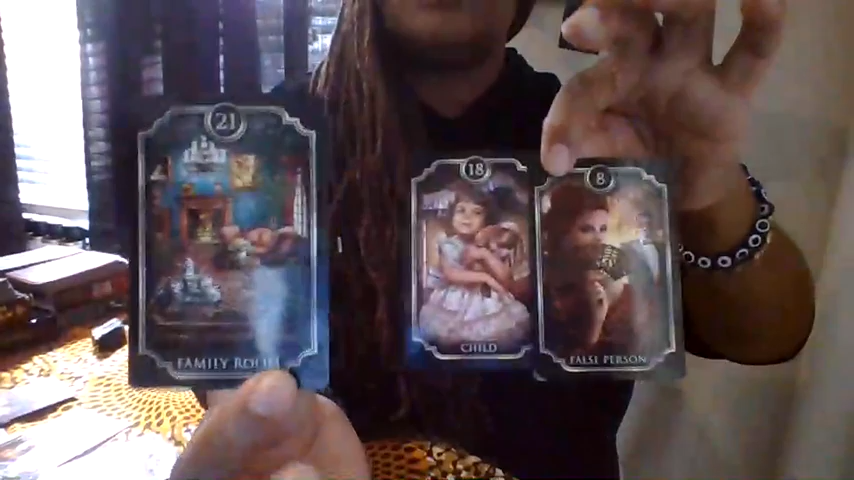 21
FAMILY ROOM
18
CHILD
8
FALSE PERSON